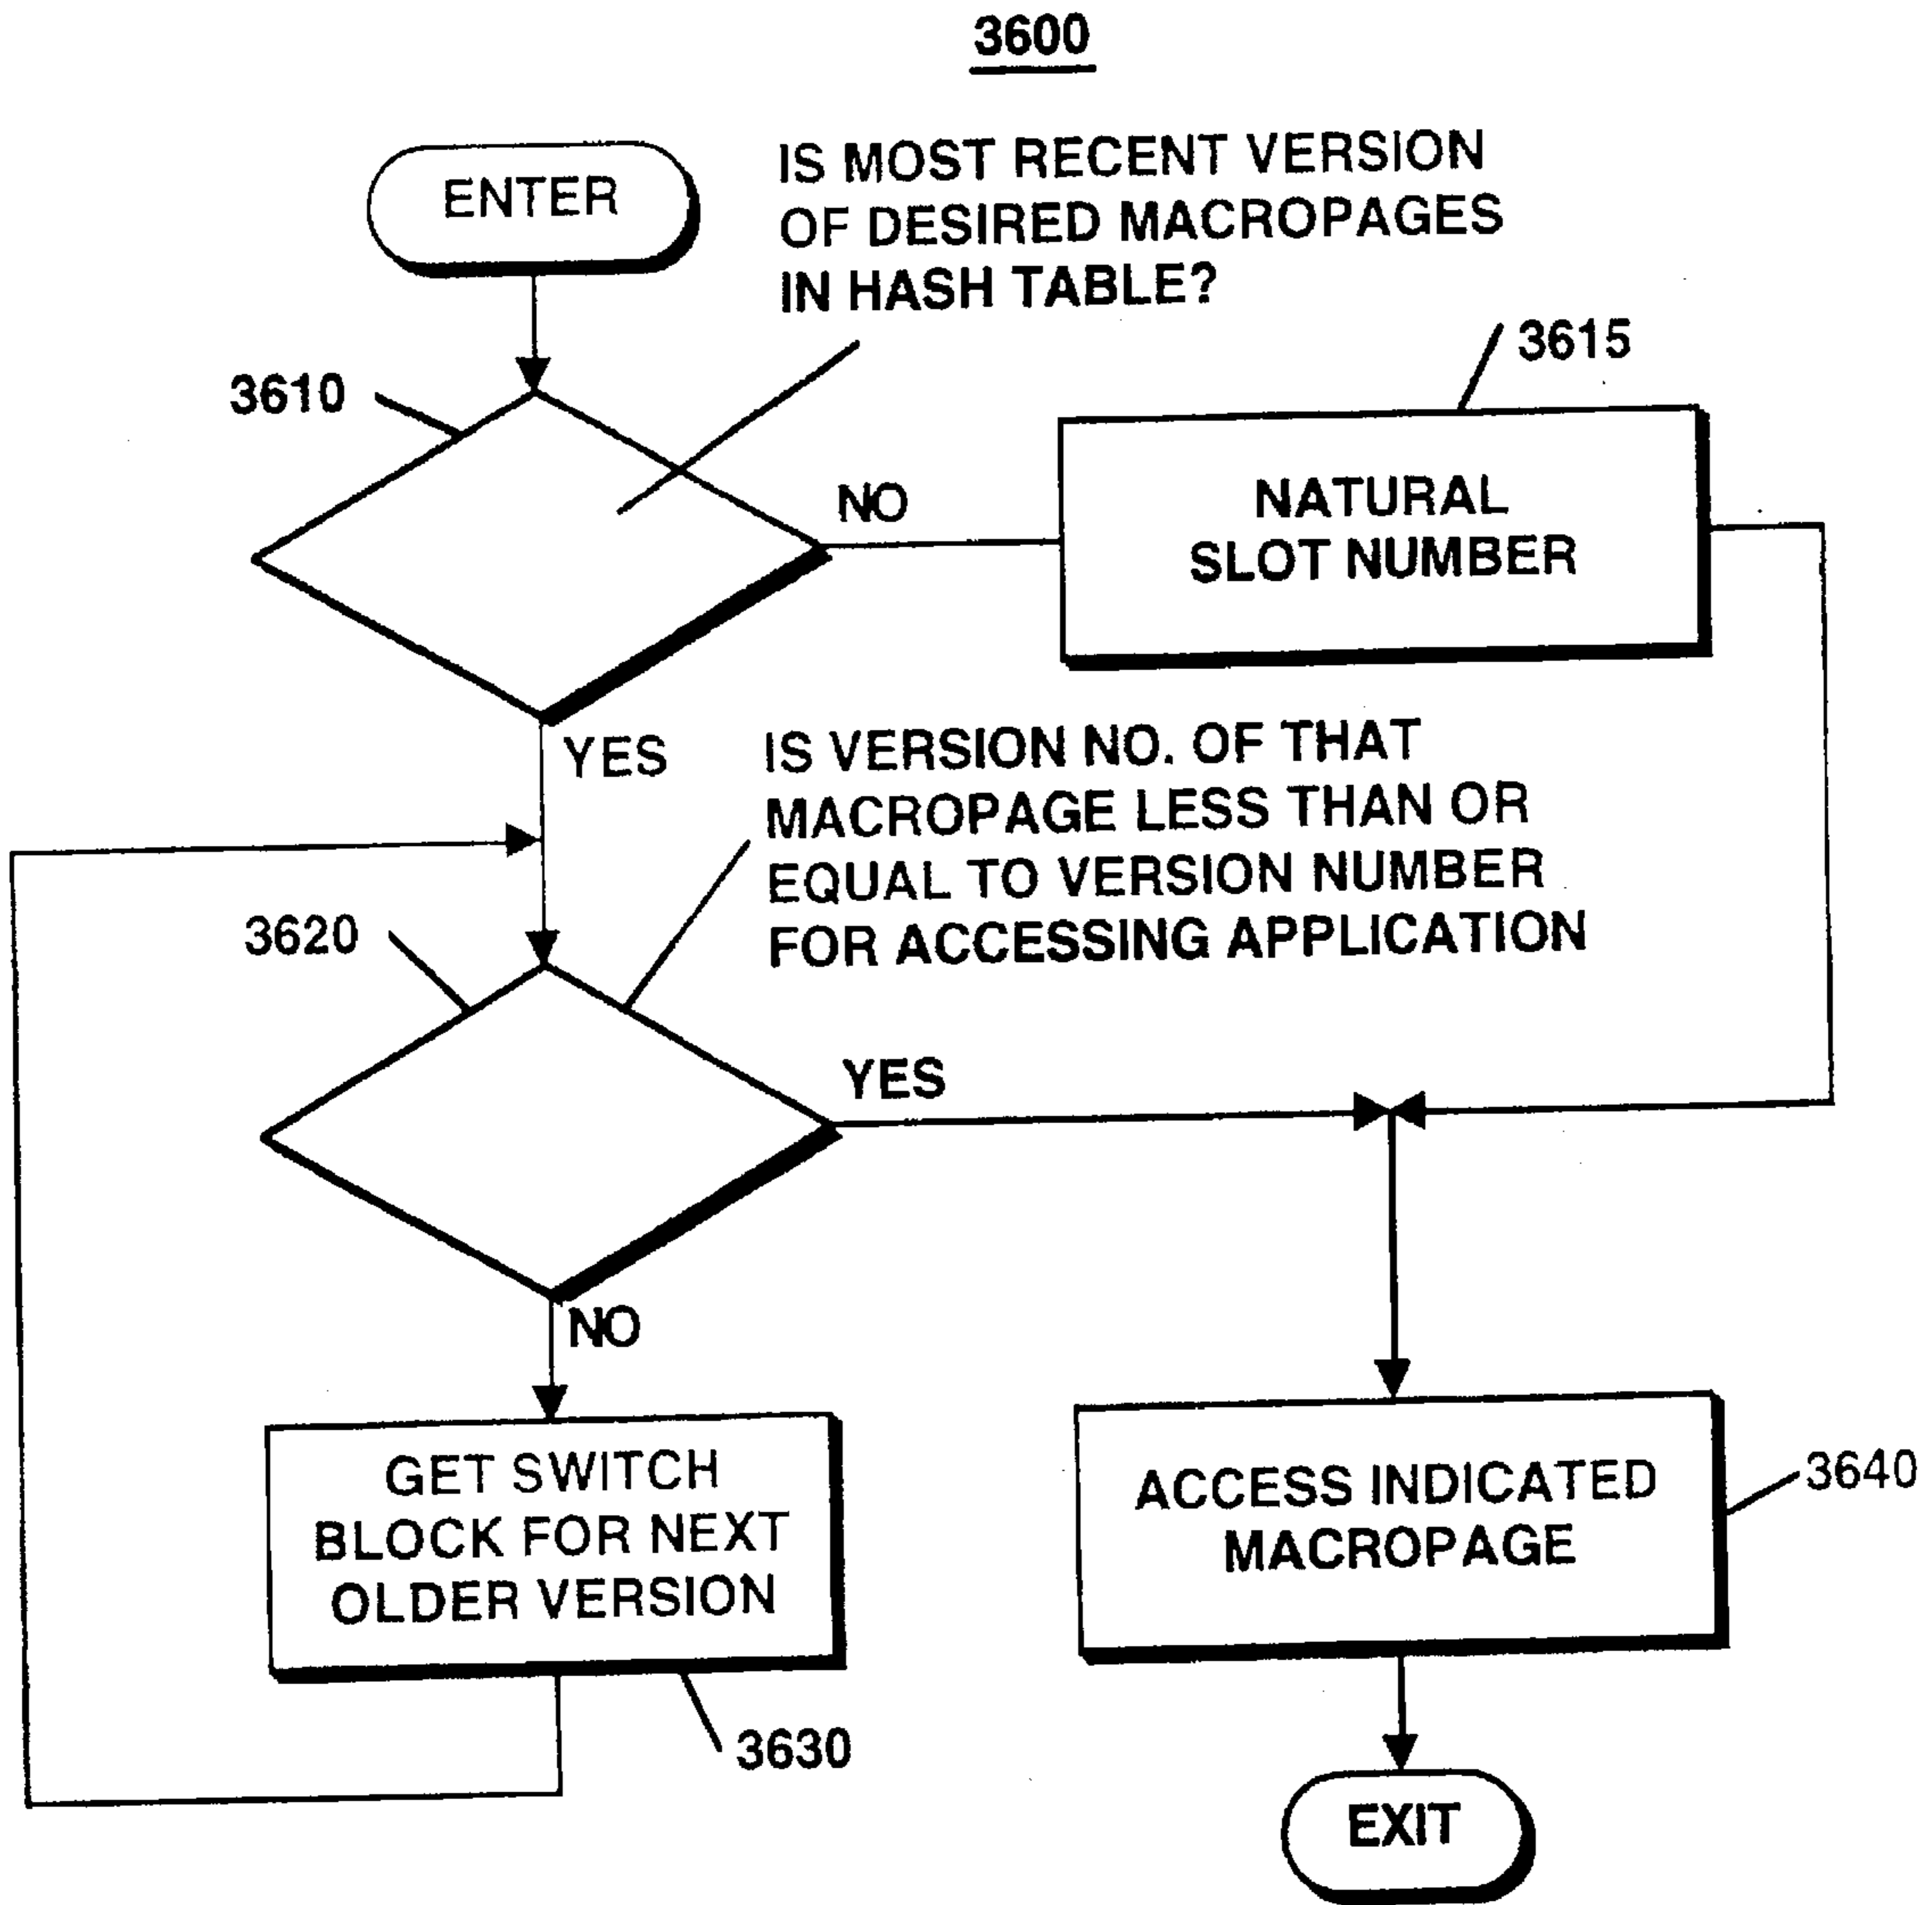 3600
ENTER
IS MOST RECENT VERSION
OF DESIRED MACROPAGES
IN HASH TABLE?
3610
3615
NO
NATURAL
SLOT NUMBER
YES
IS VERSION NO. OF THAT
MACROPAGE LESS THAN OR
EQUAL TO VERSION NUMBER
FOR ACCESSING APPLICATION
3620
YES
NO
GET SWITCH
BLOCK FOR NEXT
OLDER VERSION
3630
ACCESS INDICATED
MACROPAGE
3640
EXIT